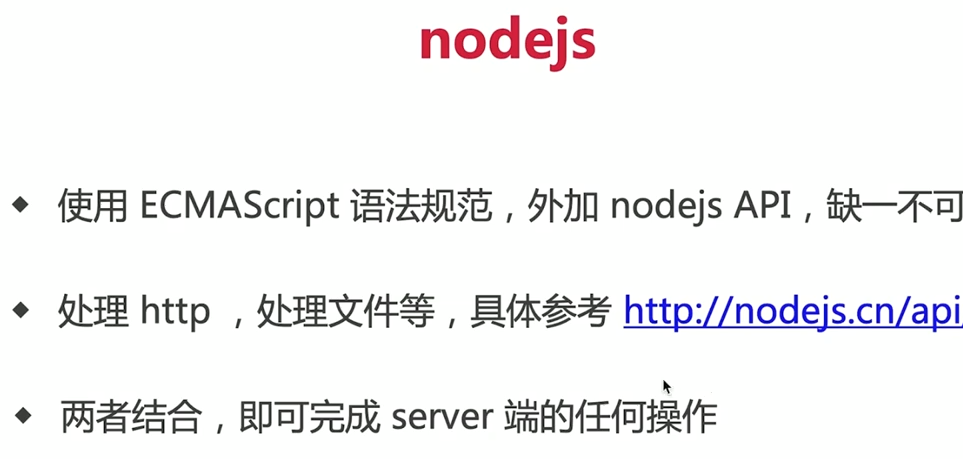 nodejs
使用 ECMAScript 语法规范，外加 nodejs API，缺一不可
处理 http ，处理文件等，具体参考 http://nodejs.cn/api/
两者结合，即可完成 server 端的任何操作